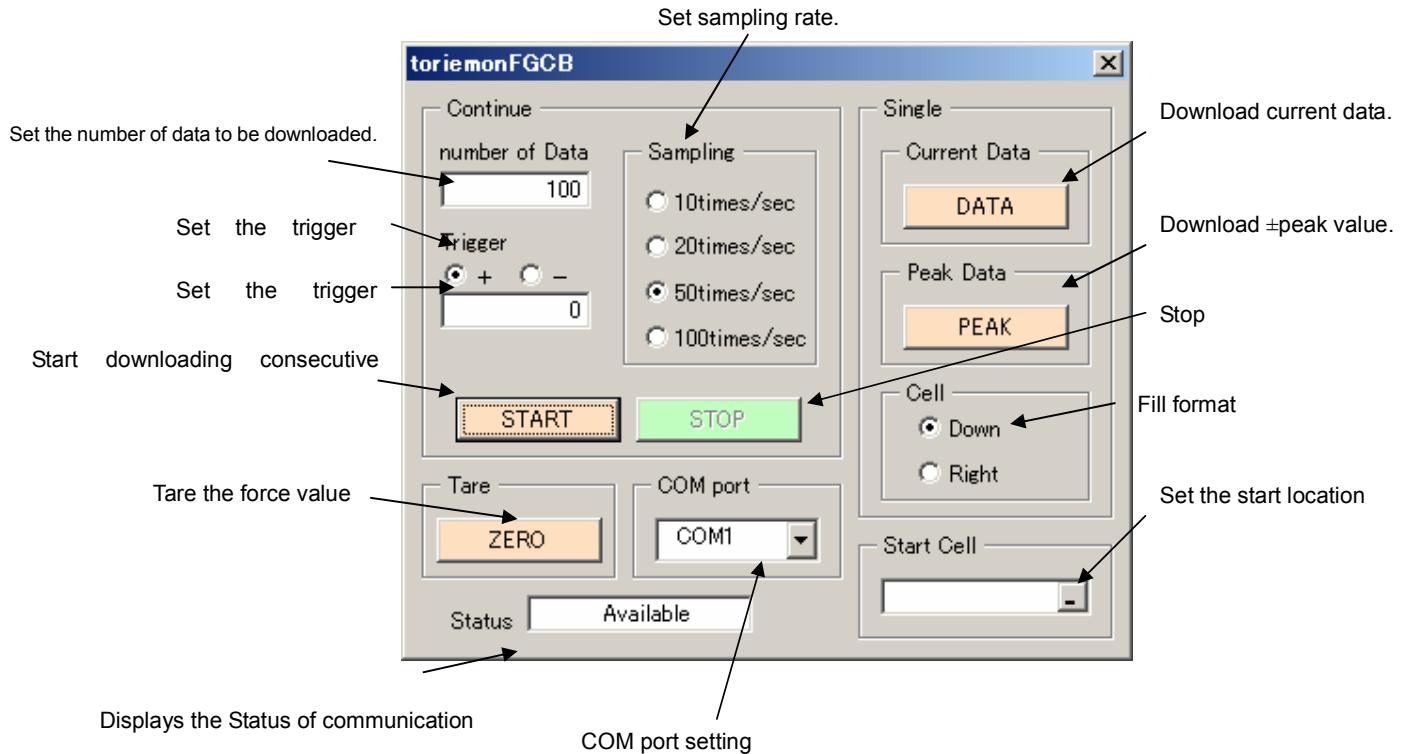 Set sampling rate.
toriemonFGCB
Continue
Single
Download current data.
Set the number of data to be downloaded.
number of Data
Sampling
Current Data
100
10times/sec
DATA
Set the trigger
Trigger
20times/sec
Download ±peak value.
+ −
Peak Data
Set the trigger
50times/sec
0
Stop
100times/sec
PEAK
Start downloading consecutive
Cell
Fill format
START
STOP
Down
Right
Tare the force value
Tare
COM port
Set the start location
ZERO
COM1
Start Cell
Status
Available
Displays the Status of communication
COM port setting